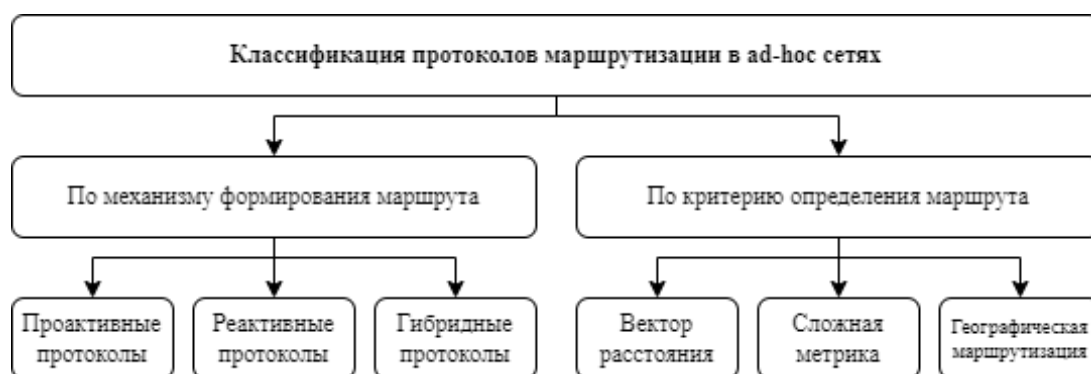 Классификация протоколов маршрутизации в ad-hoc сетях
По механизму формирования маршрута
По критерию определения маршрута
Проактивные
протоколы
Реактивные
протоколы
Гибридные
протоколы
Вектор
расстояния
Сложная
метрика
Географическая
маршрутизация